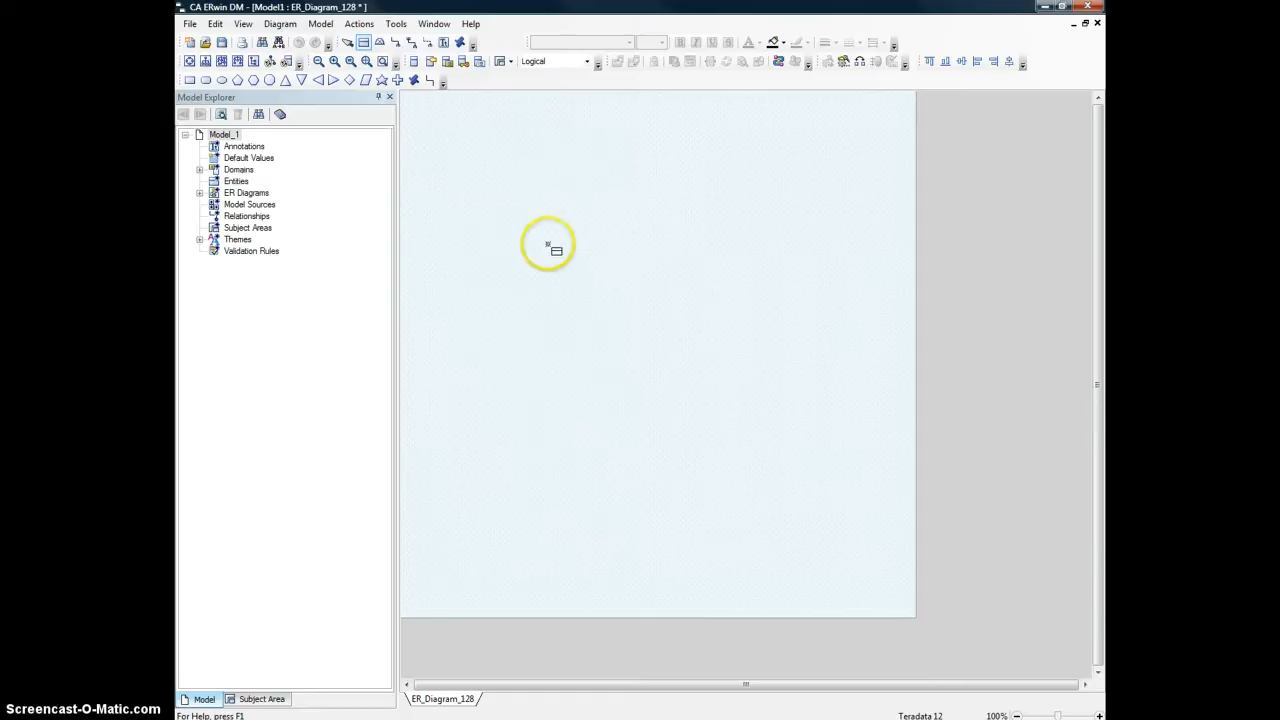 CA ERwin DM - [Model1 : ER_Diagram_128 * ]
File Edit View Diagram Model Actions Tools Window Help
Logical
Model Explorer
Model_1
Annotations
Default Values
Domains
Entities
ER Diagrams
Model Sources
Relationships
Subject Areas
Themes
Validation Rules
Model Subject Area
ER_Diagram_128
For Help, press F1
Teradata 12 100%
Screencast-O-Matic.com